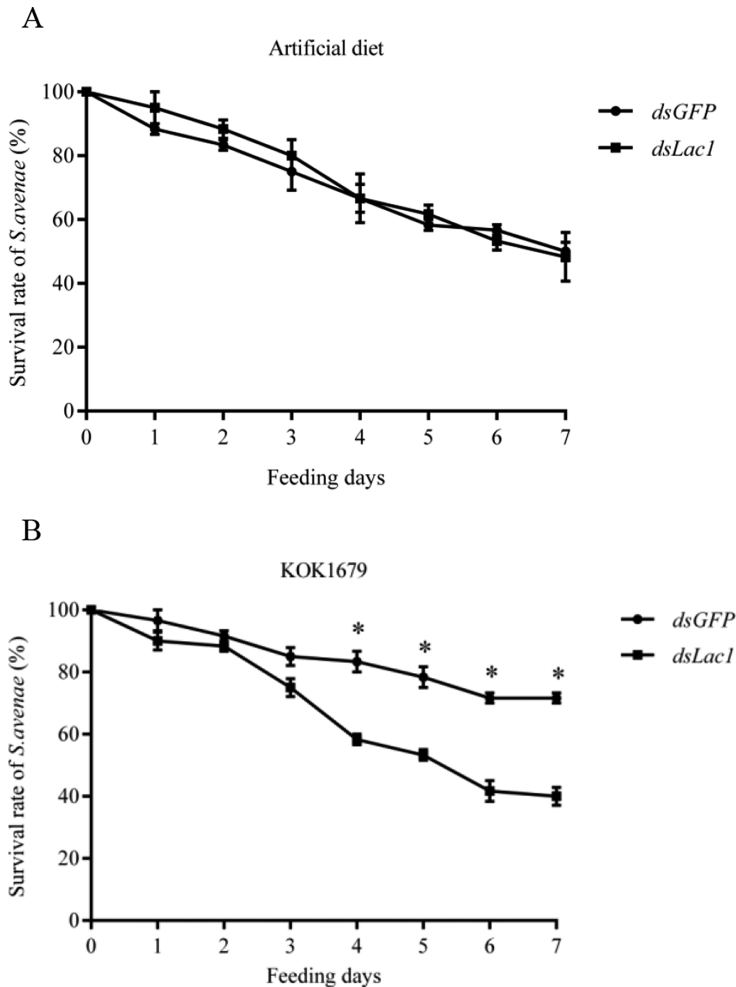 A
Artificial diet
Survival rate of S.avenae (%)
100
80
60
40
20
0
0 1 2 3 4 5 6 7
Feeding days
dsGFP
dsLac1
B
KOK1679
Survival rate of S.avenae (%)
100
80
60
40
20
0
* * * *
0 1 2 3 4 5 6 7
Feeding days
dsGFP
dsLac1